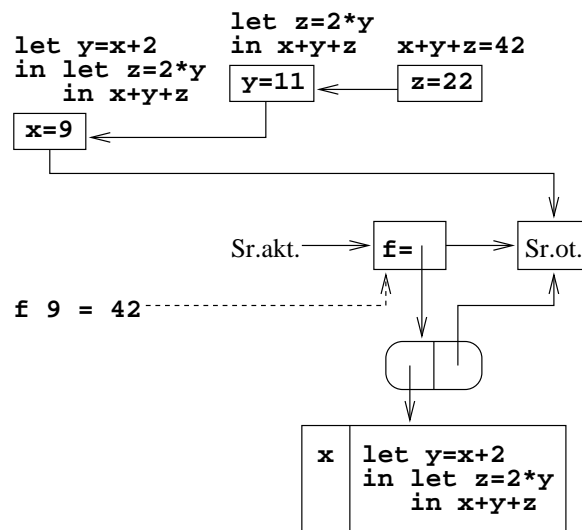 let z=2*y
in x+y+z
x+y+z=42
let y=x+2
in let z=2*y
in x+y+z
y=11
z=22
x=9
Sr.akt.
f=
Sr.ot.
f 9 = 42
x
let y=x+2
in let z=2*y
in x+y+z